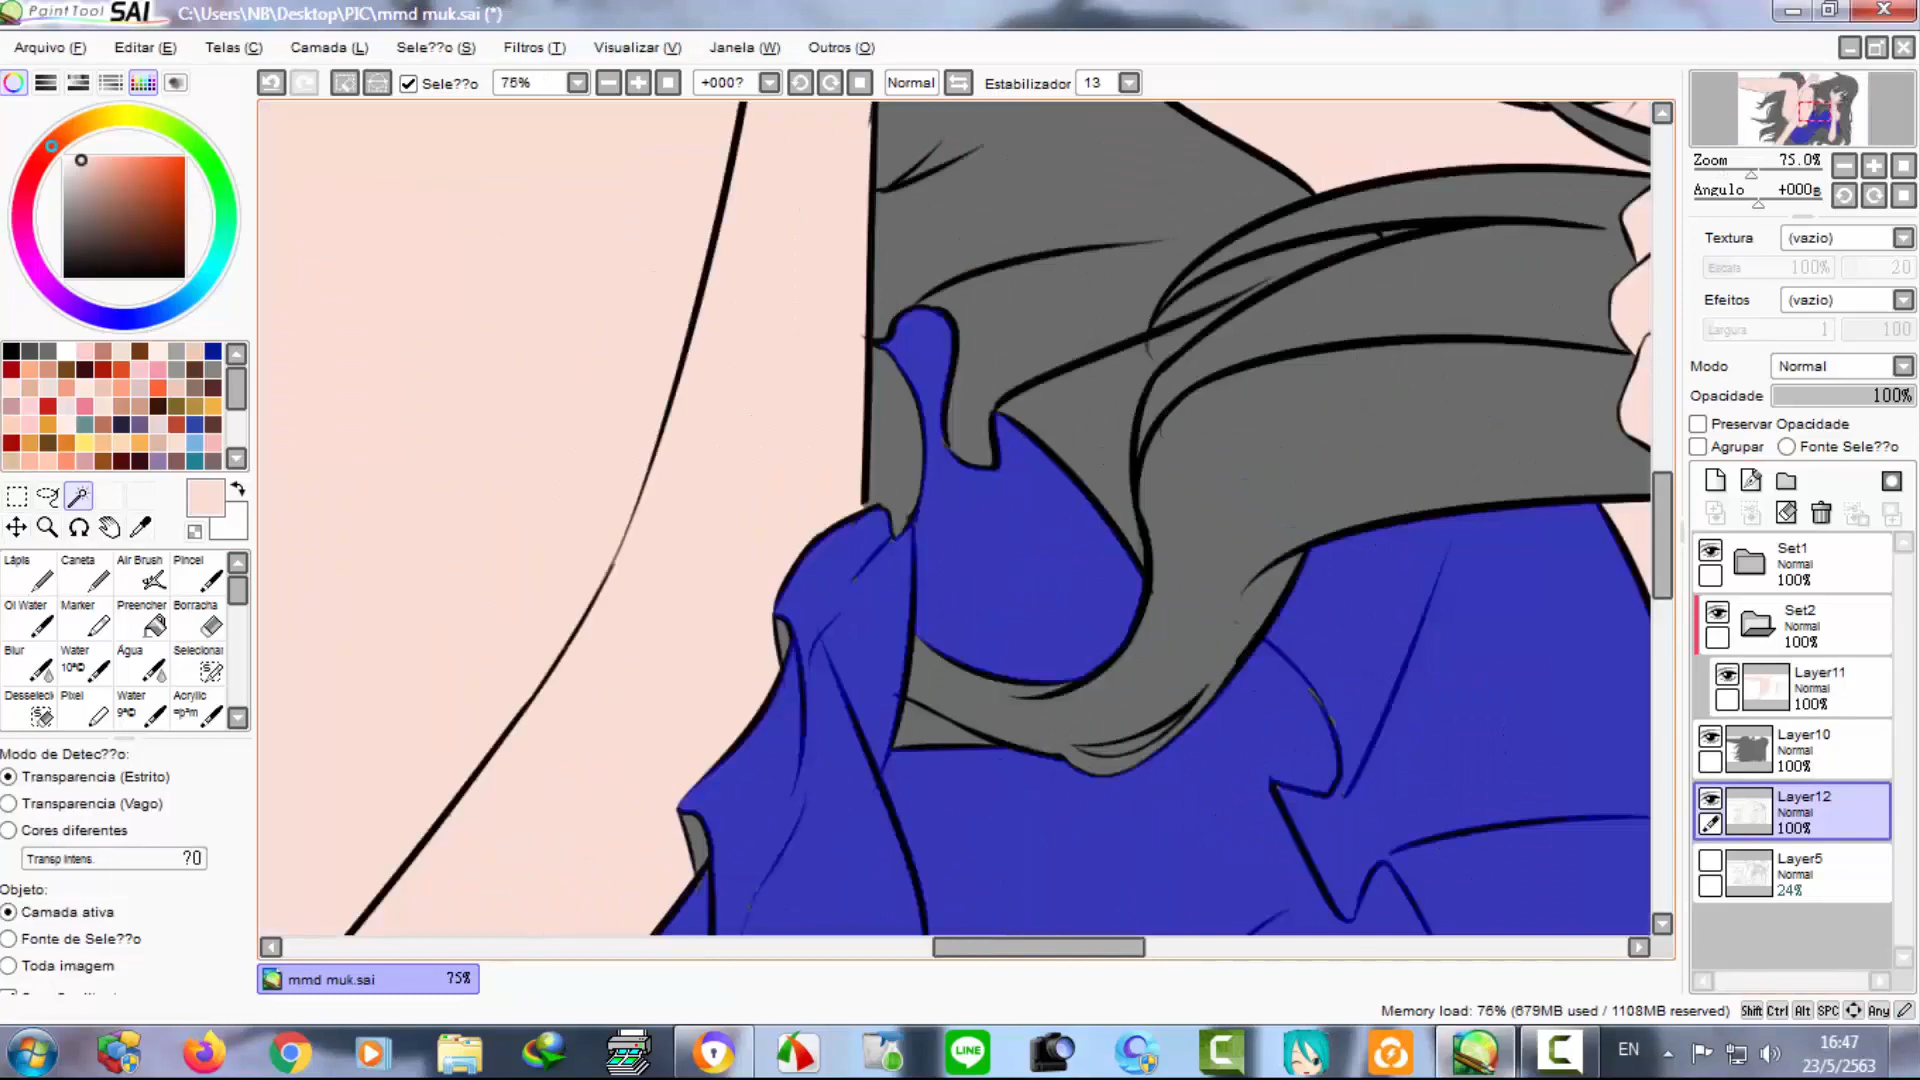 PaintTool SAI C:\Users\NB\Desktop\PIC\mmd muk.sai (*)
Arquivo (F) Editar (E) Telas (C) Camada (L) Sele??o (S) Filtros (T) Visualizar (V) Janela (W) Outros (O)
Sele??o 75% +000? Normal Estabilizador 13
Zoom 75.0%
Angulo +000
Textura (vazio)
Escala 100% 20
Efeitos (vazio)
Largura 1 100
Modo Normal
Opacidade 100%
Preservar Opacidade
Agrupar Fonte Sele??o
Set1
Normal
100%
Set2
Normal
100%
Layer11
Normal
100%
Layer10
Normal
100%
Layer12
Normal
100%
Layer5
Normal
24%
Lápis Caneta Air Brush Pincel
Ol Water Marker Preencher Borracha
Blur Water Água Selecionar
Desseleci Pixel Water Acrylic
Modo de Detec??o:
Transparencia (Estrito)
Transparencia (Vago)
Cores diferentes
Transp Intens. ?0
Objeto:
Camada ativa
Fonte de Sele??o
Toda imagem
mmd muk.sai 75%
Memory load: 76% (679MB used / 1108MB reserved) Shift Ctrl Alt SPC Any
LINE
EN
16:47
23/5/2563